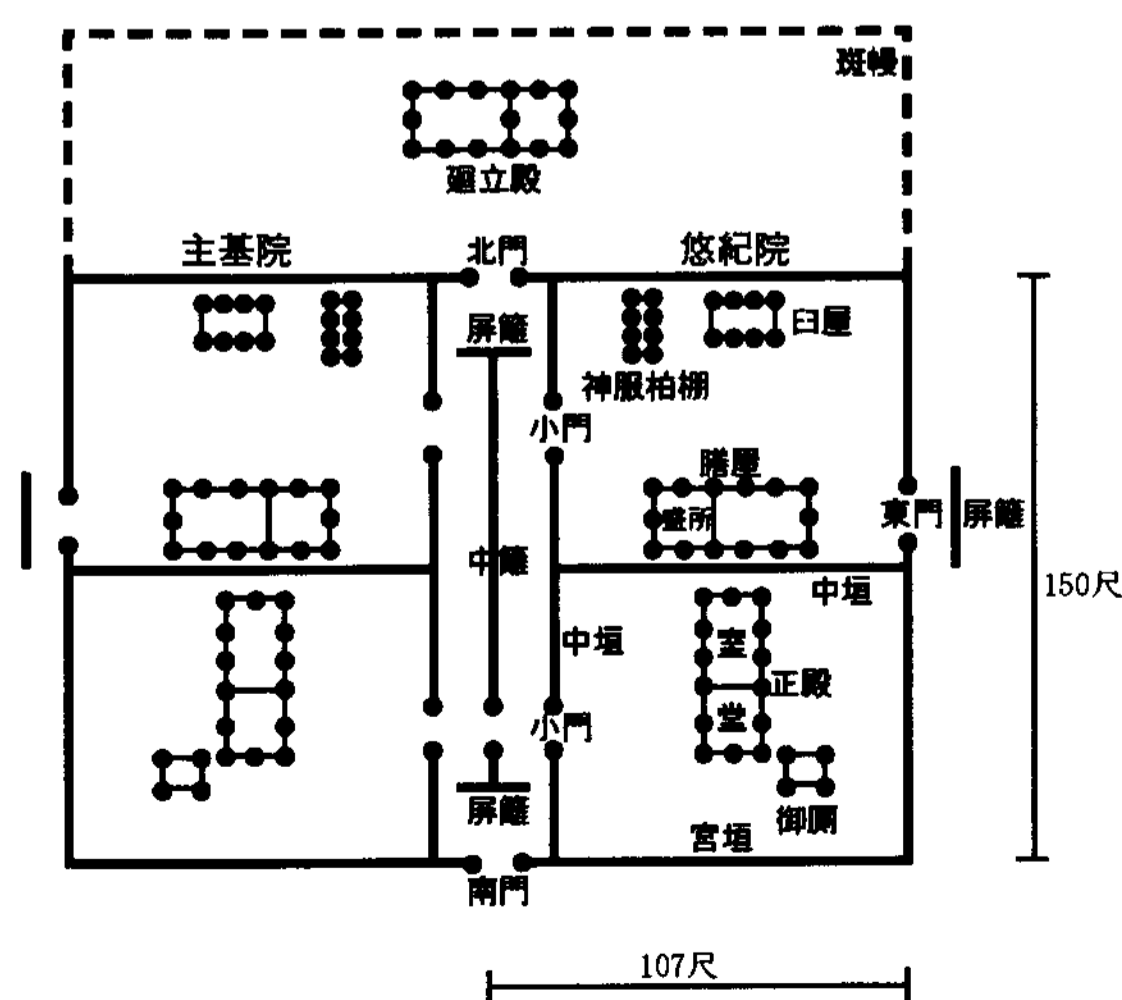 斑幔
廻立殿
主基院
北門
悠紀院
屏籬
臼屋
神服柏棚
小門
膳屋
盛所
東門
屏籬
中籬
中垣
150尺
中垣
室
正殿
堂
小門
屏籬
宮垣
御厠
南門
107尺